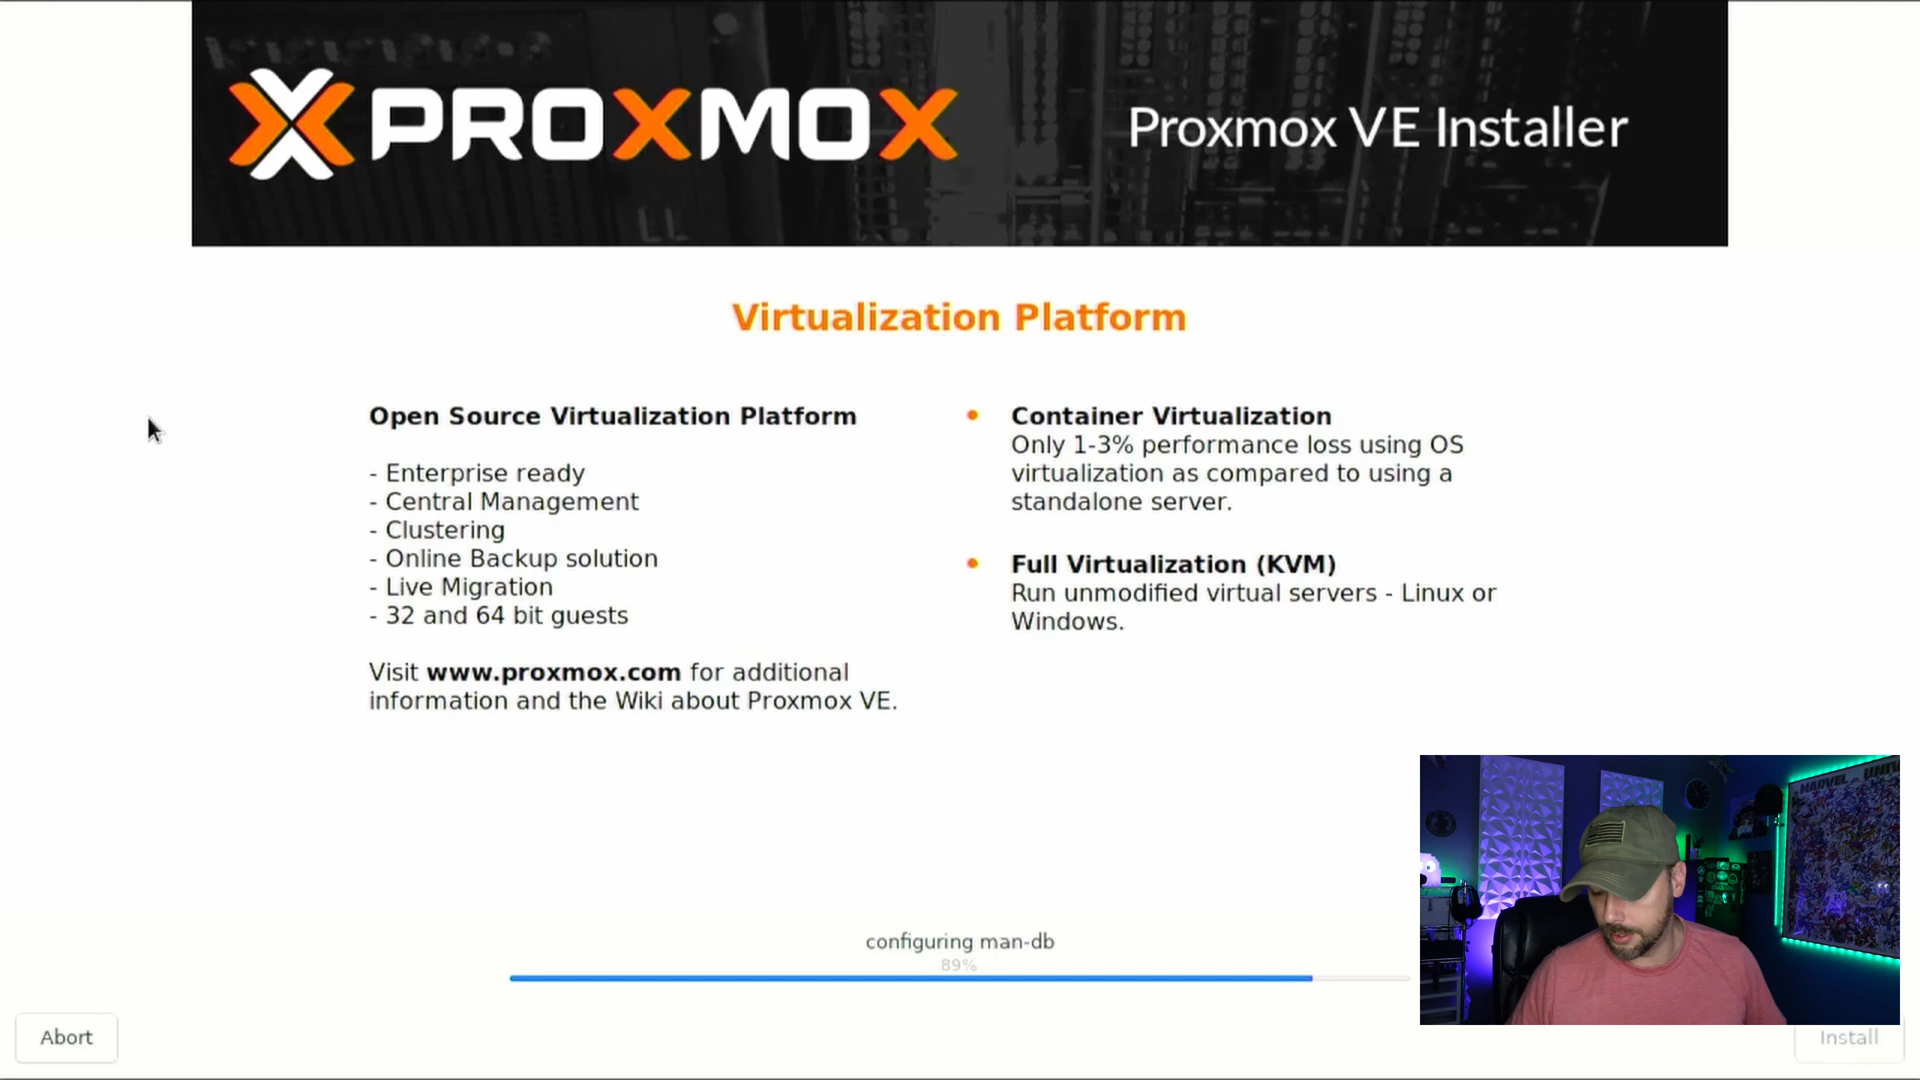 PROXMOX
Proxmox VE Installer
Virtualization Platform
Open Source Virtualization Platform
- Enterprise ready
- Central Management
- Clustering
- Online Backup solution
- Live Migration
- 32 and 64 bit guests
Visit www.proxmox.com for additional
information and the Wiki about Proxmox VE.
Container Virtualization
Only 1-3% performance loss using OS
virtualization as compared to using a
standalone server.
Full Virtualization (KVM)
Run unmodified virtual servers - Linux or
Windows.
configuring man-db
89%
MARVEL
Abort
Install